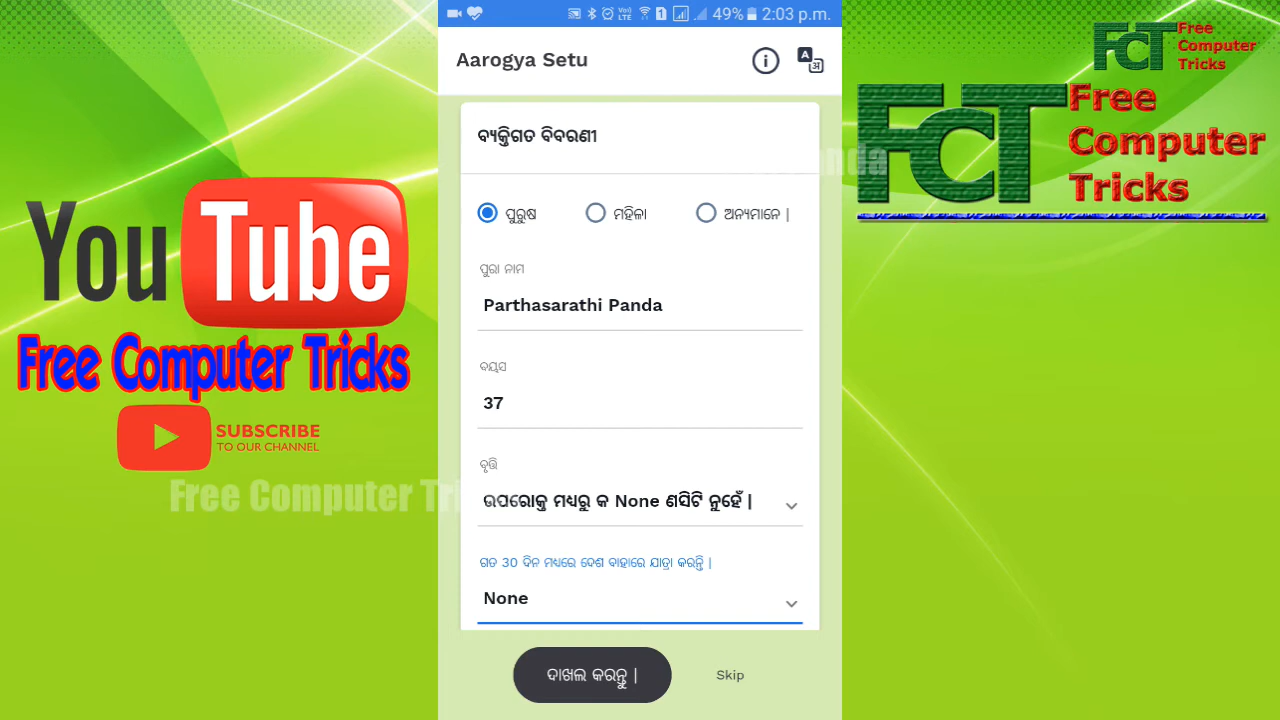 YouTube
Free Computer Tricks
SUBSCRIBE
TO OUR CHANNEL
Free Computer Tri
49% 2:03 p.m.
Aarogya Setu
ବ୍ୟକ୍ତିଗତ ବିବରଣୀ
ପୁରୁଷ
ମହିଳା
ଅନ୍ୟମାନେ |
ପୁରା ନାମ
Parthasarathi Panda
ବୟସ
37
ବୃତ୍ତି
ଉପରୋକ୍ତ ମଧ୍ୟରୁ କ None ଣସିଟି ନୁହେଁ |
ଗତ 30 ଦିନ ମଧ୍ୟରେ ଦେଶ ବାହାରେ ଯାତ୍ରା କରନ୍ତି |
None
ଦାଖଲ କରନ୍ତୁ |
Skip
FCT
Free
Computer
Tricks
FCT
Free
Computer
Tricks